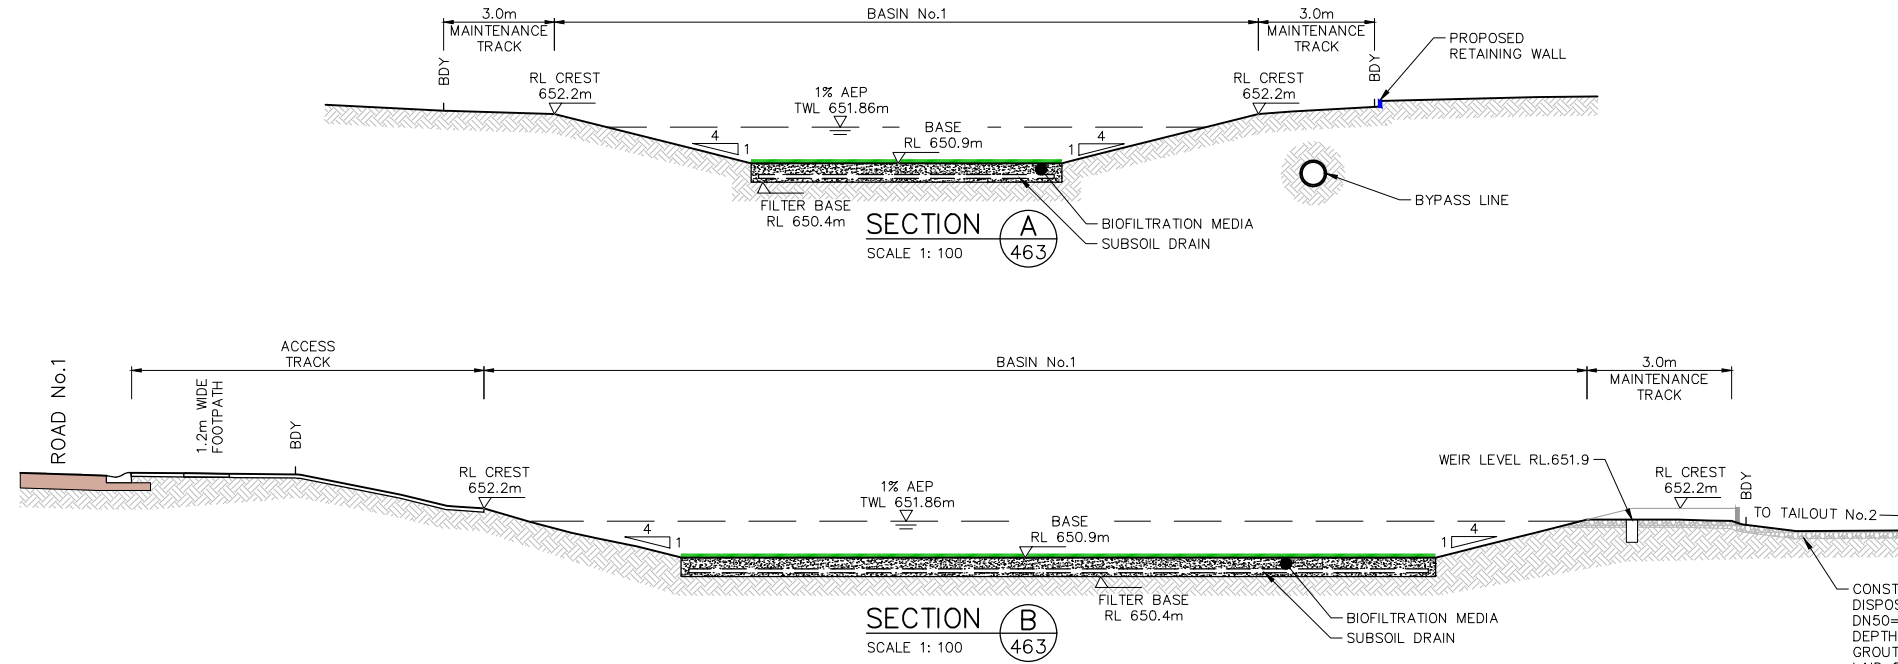 3.0m
MAINTENANCE
TRACK
BASIN No.1
3.0m
MAINTENANCE
TRACK
PROPOSED
RETAINING WALL
BDY
BDY
RL CREST
652.2m
1% AEP
TWL 651.86m
RL CREST
652.2m
BASE
RL 650.9m
4
1
4
1
FILTER BASE
RL 650.4m
BYPASS LINE
BIOFILTRATION MEDIA
SUBSOIL DRAIN
SECTION
A
463
SCALE 1: 100
ROAD No.1
ACCESS
TRACK
BASIN No.1
3.0m
MAINTENANCE
TRACK
1.2m WIDE
FOOTPATH
BDY
RL CREST
652.2m
1% AEP
TWL 651.86m
WEIR LEVEL RL.651.9
RL CREST
652.2m
BDY
TO TAILOUT No.2
BASE
RL 650.9m
4
1
4
1
FILTER BASE
RL 650.4m
BIOFILTRATION MEDIA
SUBSOIL DRAIN
SECTION
B
463
SCALE 1: 100
CONST
DISPOS
DN50=
DEPTH
GROUT